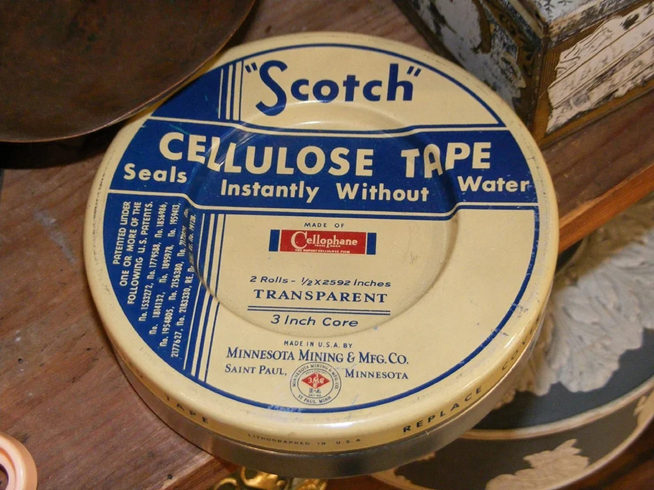 "Scotch"
CELLULOSE TAPE
Seals Instantly Without Water
PATENTED UNDER
ONE OR MORE OF THE
FOLLOWING U.S. PATENTS.
MADE OF
Cellophane
2 Rolls - 1/2 X 2592 Inches
TRANSPARENT
3 Inch Core
MADE IN U.S.A. BY
MINNESOTA MINING & MFG. CO.
SAINT PAUL, MINNESOTA
3M CO
TAPE
LITHOGRAPHED IN U.S.A
REPLACE